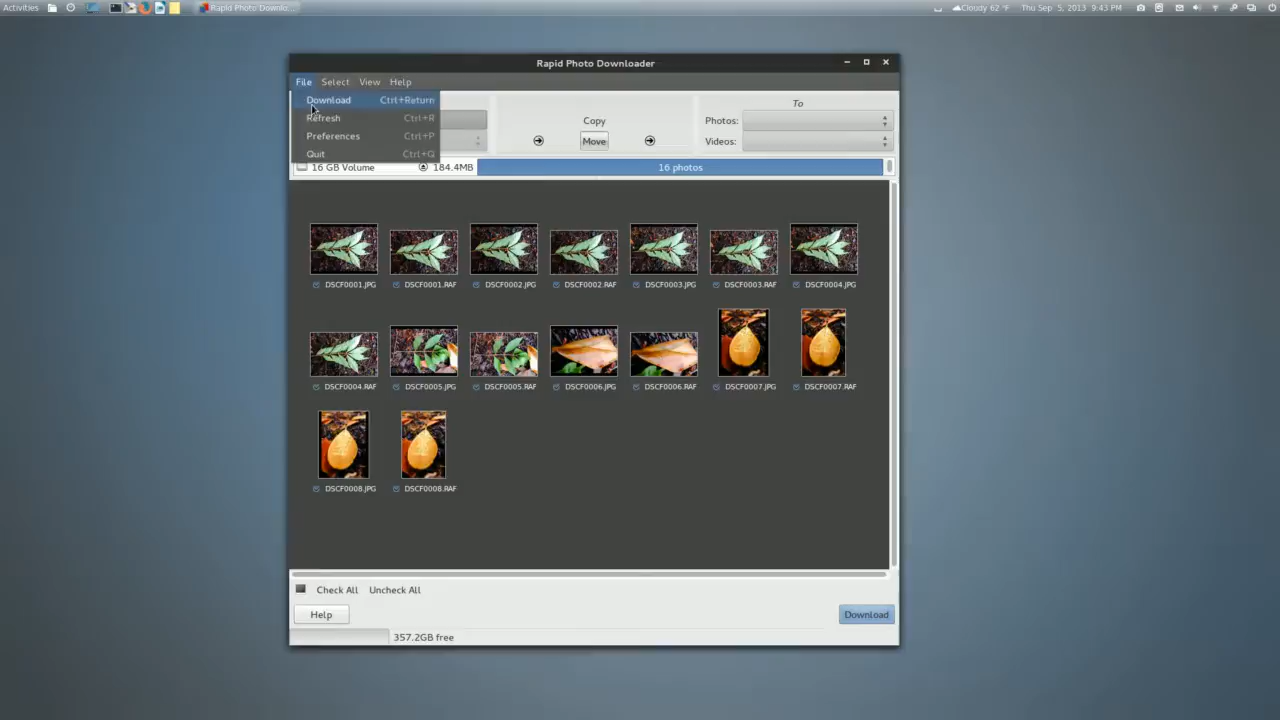 Activities Rapid Photo Downlo... Cloudy 62 °F Thu Sep 5, 2013 9:43 PM
Rapid Photo Downloader
File Select View Help
Download Ctrl+Return
Refresh Ctrl+R
Preferences Ctrl+P
Quit Ctrl+Q
Copy
Move
To
Photos:
Videos:
16 GB Volume 184.4MB 16 photos
DSCF0001.JPG DSCF0001.RAF DSCF0002.JPG DSCF0002.RAF DSCF0003.JPG DSCF0003.RAF DSCF0004.JPG
DSCF0004.RAF DSCF0005.JPG DSCF0005.RAF DSCF0006.JPG DSCF0006.RAF DSCF0007.JPG DSCF0007.RAF
DSCF0008.JPG DSCF0008.RAF
Check All Uncheck All
Help Download
357.2GB free